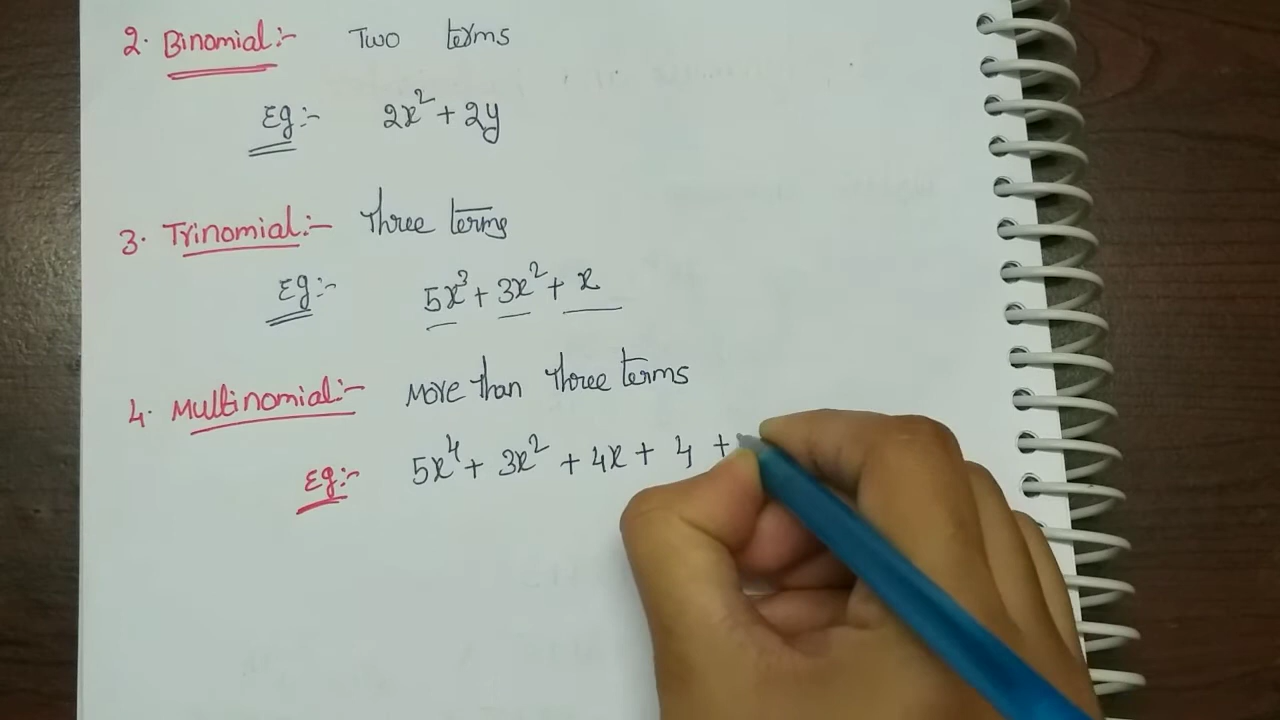 2. Binomial:- Two terms
Eg:- 2x² + 2y
3. Trinomial:- Three terms
Eg:- 5x³ + 3x² + x
4. Multinomial:- More than three terms
Eg:- 5x⁴ + 3x² + 4x + 4 +